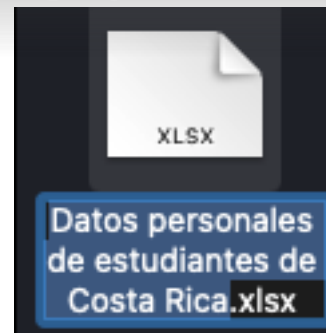 XLSX
Datos personales
de estudiantes de
Costa Rica.xlsx